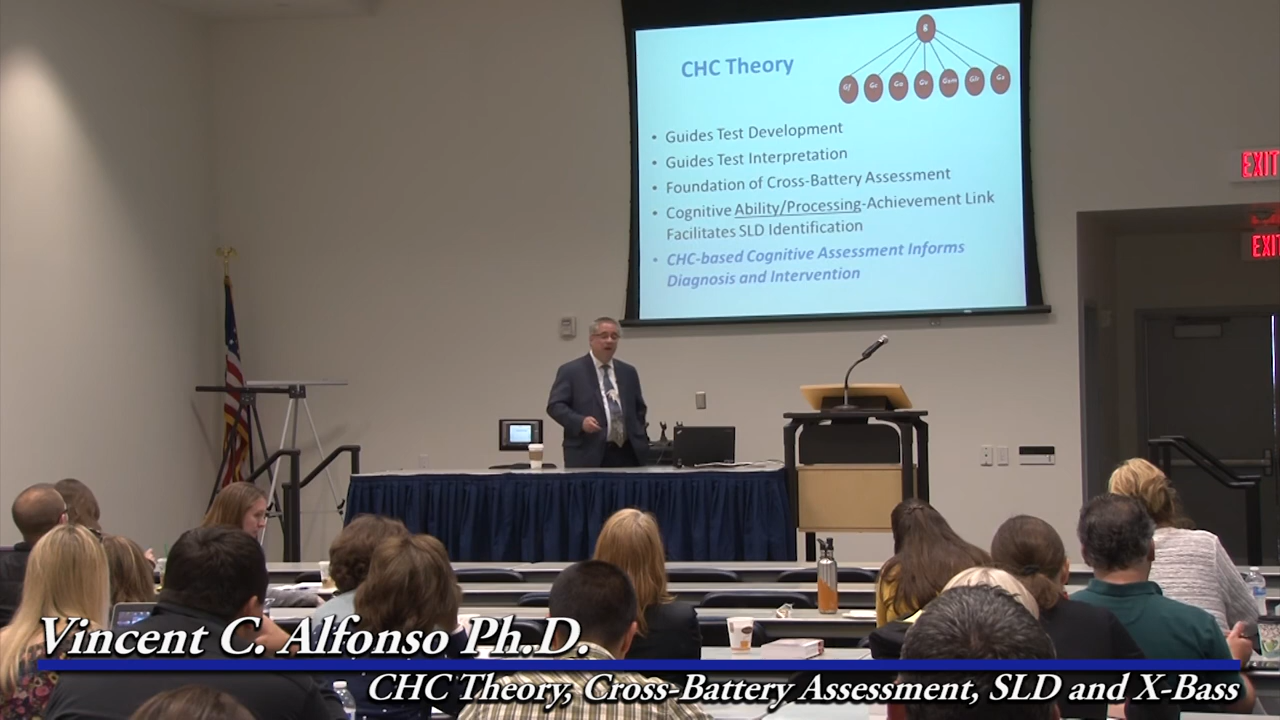 g
CHC Theory
Gf Gc Ga Gv Gsm Glr Gs
• Guides Test Development
• Guides Test Interpretation
• Foundation of Cross-Battery Assessment
• Cognitive Ability/Processing-Achievement Link
Facilitates SLD Identification
• CHC-based Cognitive Assessment Informs
Diagnosis and Intervention
EXIT
EXIT
Vincent C. Alfonso Ph.D.
CHC Theory, Cross-Battery Assessment, SLD and X-Bass